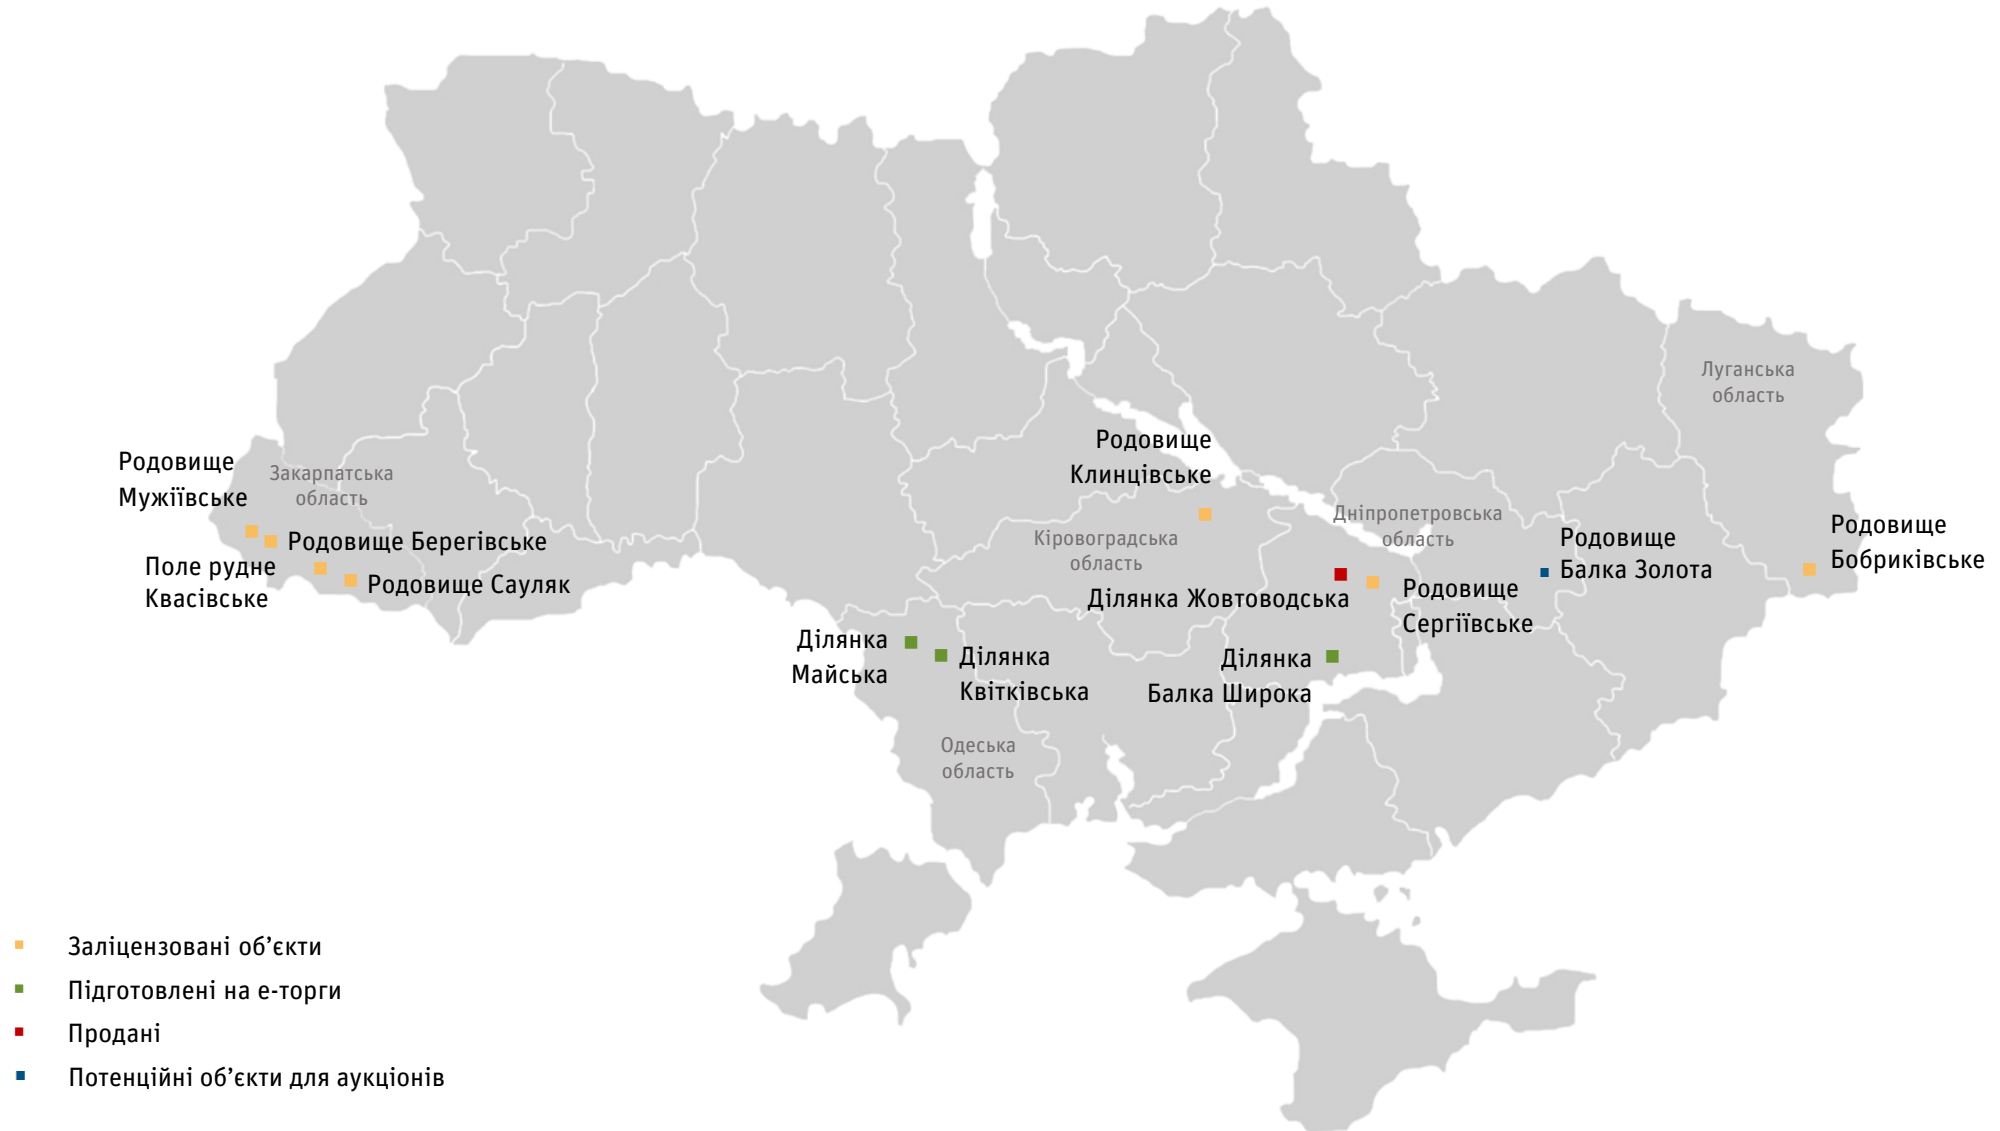 Луганська
область
Родовище
Клинцівське
Родовище
Мужіївське
Закарпатська
область
Дніпропетровська
область
Родовище
Бобриківське
Кіровоградська
область
Родовище
Балка Золота
Родовище Берегівське
Поле рудне
Квасівське
Родовище Сауляк
Ділянка Жовтоводська
Родовище
Сергіївське
Ділянка
Майська
Ділянка
Квітківська
Ділянка
Балка Широка
Одеська
область
Заліцензовані об’єкти
Підготовлені на е-торги
Продані
Потенційні об’єкти для аукціонів